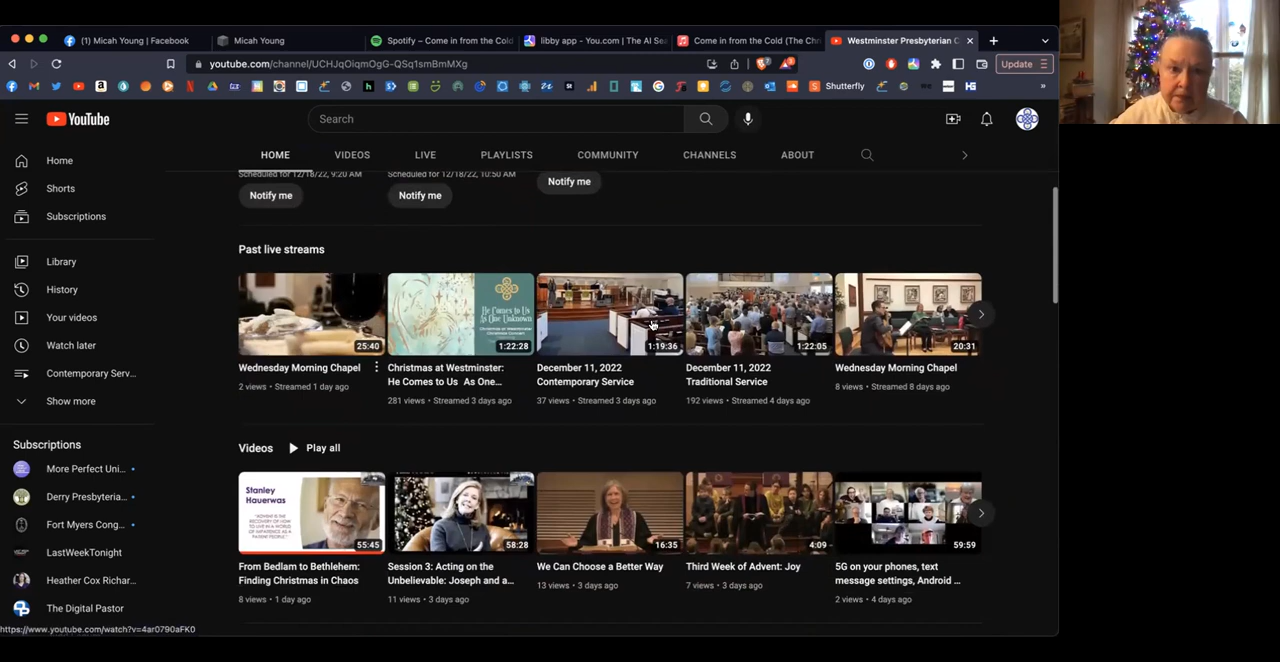 (1) Micah Young | Facebook
Micah Young
Spotify – Come in from the Cold
libby app - You.com | The AI Sea
Come in from the Cold (The Chr
Westminster Presbyterian C
youtube.com/channel/UCHJqOiqmOgG-QSq1smBmMXg
Update
Shutterfly
YouTube
Search
HOME
VIDEOS
LIVE
PLAYLISTS
COMMUNITY
CHANNELS
ABOUT
Home
Shorts
Subscriptions
Library
History
Your videos
Watch later
Contemporary Serv...
Show more
Subscriptions
More Perfect Uni...
Derry Presbyteria...
Fort Myers Cong...
LastWeekTonight
Heather Cox Richar...
The Digital Pastor
Scheduled for 12/18/22, 9:20 AM
Scheduled for 12/18/22, 10:50 AM
Notify me
Notify me
Notify me
Past live streams
25:40
Wednesday Morning Chapel
2 views • Streamed 1 day ago
He Comes to Us
As One Unknown
1:22:28
Christmas at Westminster:
He Comes to Us As One...
281 views • Streamed 3 days ago
1:19:36
December 11, 2022
Contemporary Service
37 views • Streamed 3 days ago
1:22:05
December 11, 2022
Traditional Service
192 views • Streamed 4 days ago
20:31
Wednesday Morning Chapel
8 views • Streamed 8 days ago
Videos
Play all
Stanley
Hauerwas
55:45
From Bedlam to Bethlehem:
Finding Christmas in Chaos
8 views • 1 day ago
58:28
Session 3: Acting on the
Unbelievable: Joseph and a...
11 views • 3 days ago
16:35
We Can Choose a Better Way
13 views • 3 days ago
4:09
Third Week of Advent: Joy
7 views • 3 days ago
59:59
5G on your phones, text
message settings, Android ...
2 views • 4 days ago
https://www.youtube.com/watch?v=4ar0790aFK0